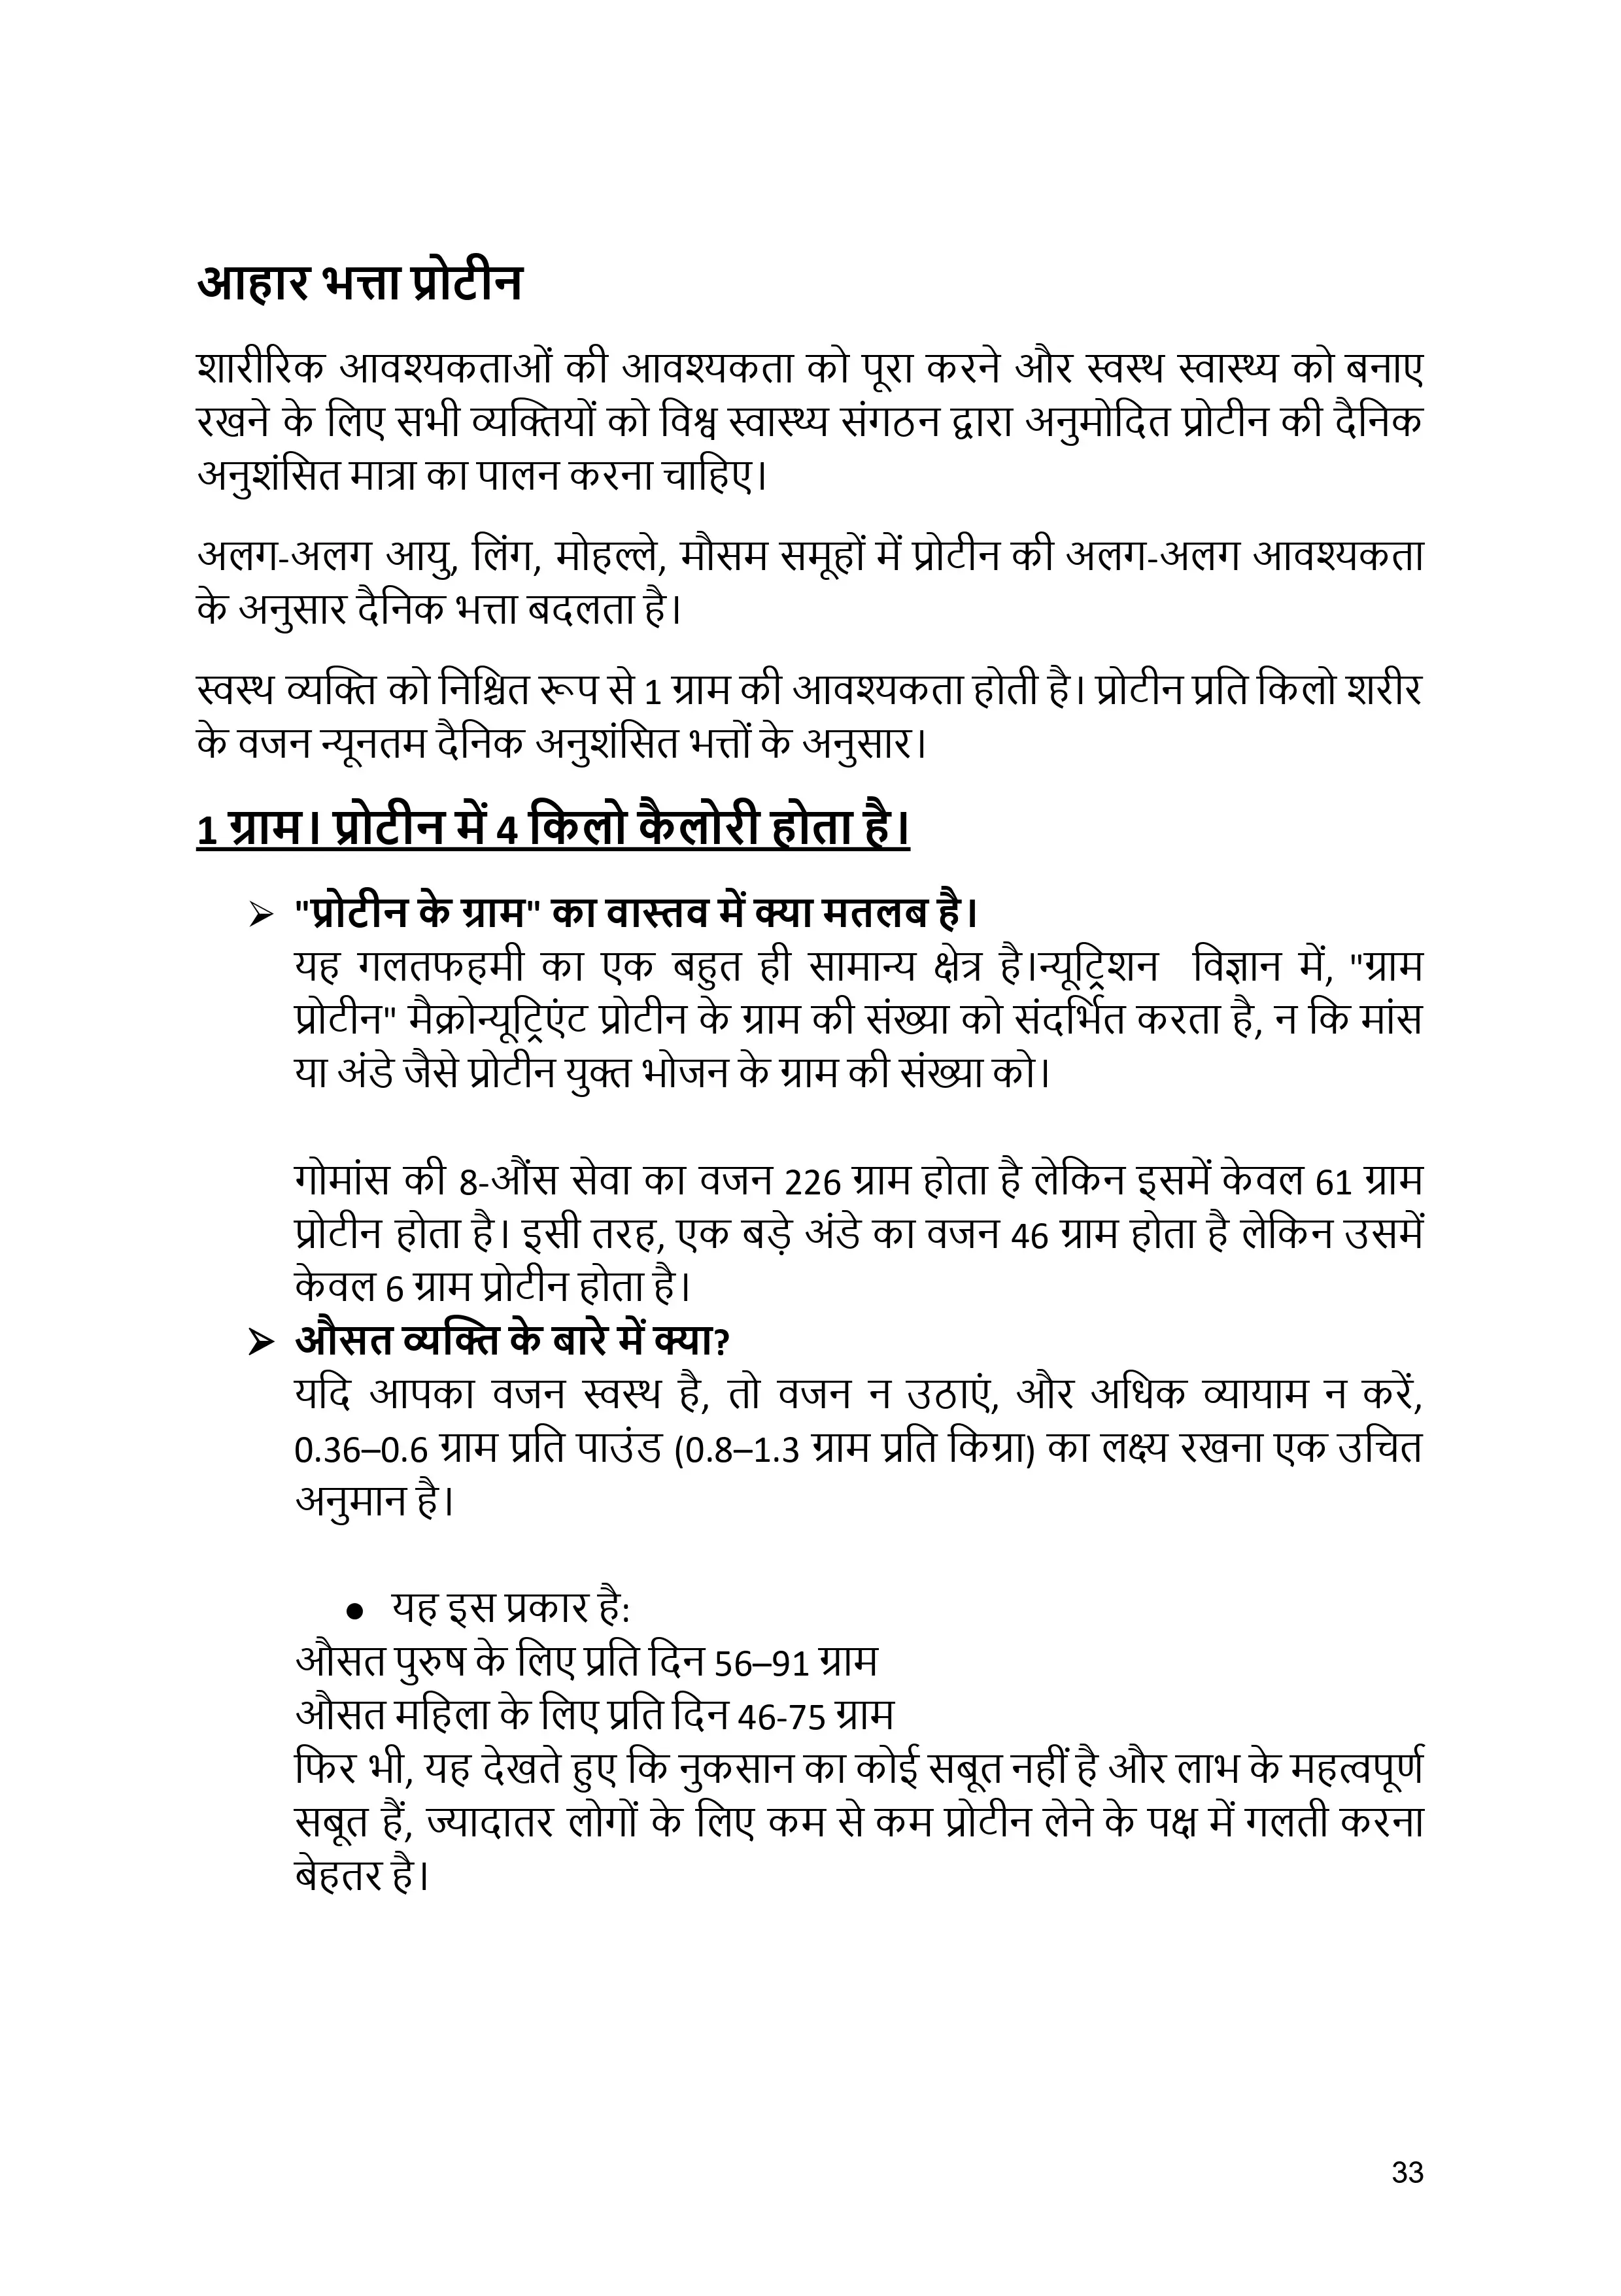 आहार भत्ता प्रोटीन
शारीरिक आवश्यकताओं की आवश्यकता को पूरा करने और स्वस्थ स्वास्थ्य को बनाए
रखने के लिए सभी व्यक्तियों को विश्व स्वास्थ्य संगठन द्वारा अनुमोदित प्रोटीन की दैनिक
अनुशंसित मात्रा का पालन करना चाहिए।
अलग-अलग आयु, लिंग, मोहल्ले, मौसम समूहों में प्रोटीन की अलग-अलग आवश्यकता
के अनुसार दैनिक भत्ता बदलता है।
स्वस्थ व्यक्ति को निश्चित रूप से 1 ग्राम की आवश्यकता होती है। प्रोटीन प्रति किलो शरीर
के वजन न्यूनतम दैनिक अनुशंसित भत्तों के अनुसार।
1 ग्राम। प्रोटीन में 4 किलो कैलोरी होता है।
➢ "प्रोटीन के ग्राम" का वास्तव में क्या मतलब है।
यह गलतफहमी का एक बहुत ही सामान्य क्षेत्र है।न्यूट्रिशन विज्ञान में, "ग्राम
प्रोटीन" मैक्रोन्यूट्रिएंट प्रोटीन के ग्राम की संख्या को संदर्भित करता है, न कि मांस
या अंडे जैसे प्रोटीन युक्त भोजन के ग्राम की संख्या को।
गोमांस की 8-औंस सेवा का वजन 226 ग्राम होता है लेकिन इसमें केवल 61 ग्राम
प्रोटीन होता है। इसी तरह, एक बड़े अंडे का वजन 46 ग्राम होता है लेकिन उसमें
केवल 6 ग्राम प्रोटीन होता है।
➢ औसत व्यक्ति के बारे में क्या?
यदि आपका वजन स्वस्थ है, तो वजन न उठाएं, और अधिक व्यायाम न करें,
0.36–0.6 ग्राम प्रति पाउंड (0.8–1.3 ग्राम प्रति किग्रा) का लक्ष्य रखना एक उचित
अनुमान है।
● यह इस प्रकार है:
औसत पुरुष के लिए प्रति दिन 56–91 ग्राम
औसत महिला के लिए प्रति दिन 46-75 ग्राम
फिर भी, यह देखते हुए कि नुकसान का कोई सबूत नहीं है और लाभ के महत्वपूर्ण
सबूत हैं, ज्यादातर लोगों के लिए कम से कम प्रोटीन लेने के पक्ष में गलती करना
बेहतर है।
33